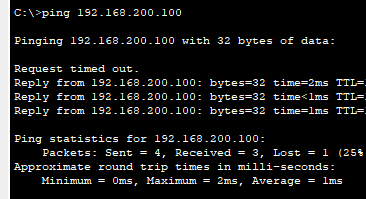 C:\>ping 192.168.200.100
Pinging 192.168.200.100 with 32 bytes of data:
Request timed out.
Reply from 192.168.200.100: bytes=32 time=2ms TTL=
Reply from 192.168.200.100: bytes=32 time<1ms TTL=
Reply from 192.168.200.100: bytes=32 time=1ms TTL=
Ping statistics for 192.168.200.100:
Packets: Sent = 4, Received = 3, Lost = 1 (25%
Approximate round trip times in milli-seconds:
Minimum = 0ms, Maximum = 2ms, Average = 1ms